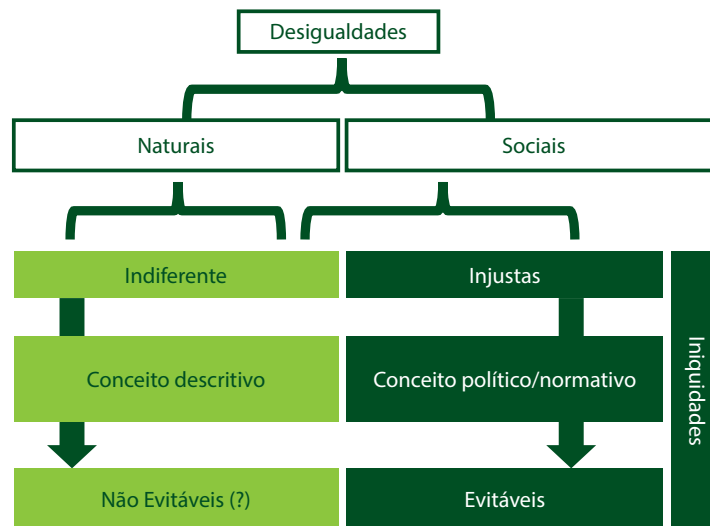 Desigualdades
Naturais
Sociais
Indiferente
Injustas
Conceito descritivo
Conceito político/normativo
Não Evitáveis (?)
Evitáveis
Iniquidades